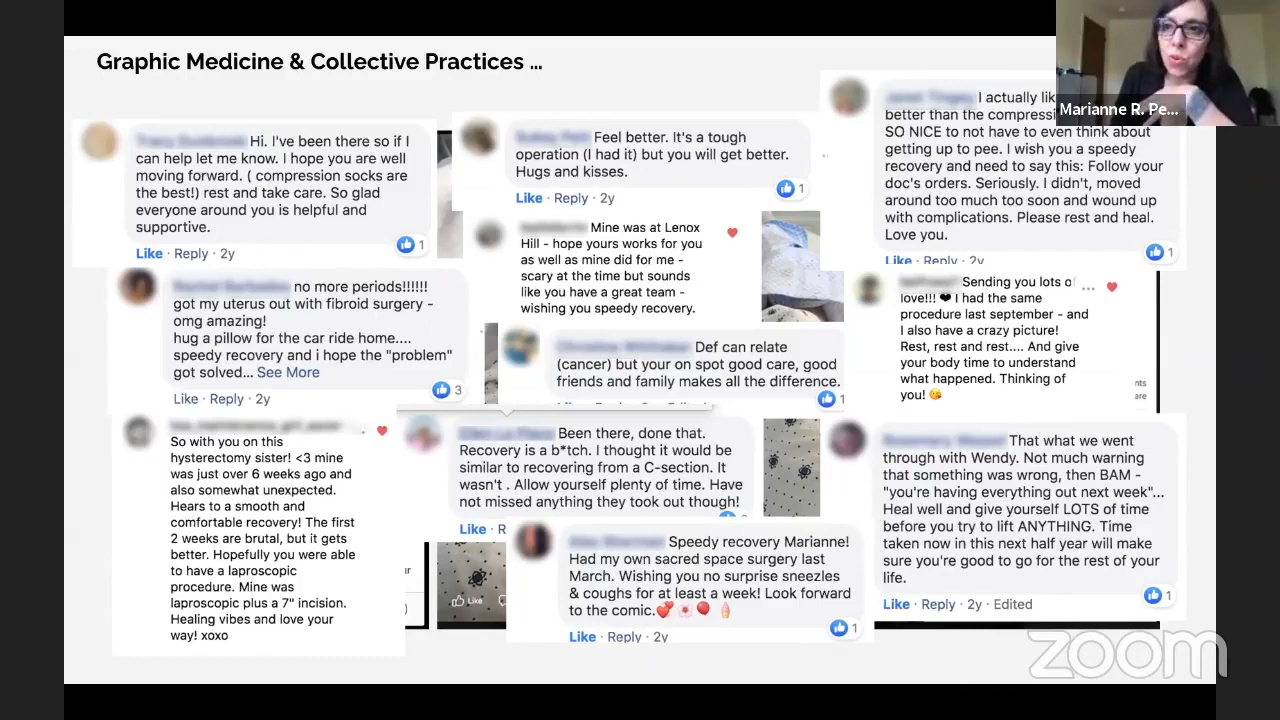 Graphic Medicine & Collective Practices ...
Marianne R. Pe...
Hi. I've been there so if I
can help let me know. I hope you are well
moving forward. ( compression socks are
the best!) rest and take care. So glad
everyone around you is helpful and
supportive.
Like · Reply · 2y
1
Feel better. It's a tough
operation (I had it) but you will get better.
Hugs and kisses.
Like · Reply · 2y
1
I actually lik
better than the compressi
SO NICE to not have to even think about
getting up to pee. I wish you a speedy
recovery and need to say this: Follow your
doc's orders. Seriously. I didn't, moved
around too much too soon and wound up
with complications. Please rest and heal.
Love you.
Like · Reply · 2y
1
no more periods!!!!!!
got my uterus out with fibroid surgery -
omg amazing!
hug a pillow for the car ride home....
speedy recovery and i hope the "problem"
got solved... See More
Like · Reply · 2y
3
Mine was at Lenox
Hill - hope yours works for you
as well as mine did for me -
scary at the time but sounds
like you have a great team -
wishing you speedy recovery.
Sending you lots of
love!!! ❤ I had the same
procedure last september - and
I also have a crazy picture!
Rest, rest and rest.... And give
your body time to understand
what happened. Thinking of
you! 😘
nts
are
Def can relate
(cancer) but your on spot good care, good
friends and family makes all the difference.
1
So with you on this
hysterectomy sister! <3 mine
was just over 6 weeks ago and
also somewhat unexpected.
Hears to a smooth and
comfortable recovery! The first
2 weeks are brutal, but it gets
better. Hopefully you were able
to have a laproscopic
procedure. Mine was
laproscopic plus a 7" incision.
Healing vibes and love your
way! xoxo
Been there, done that.
Recovery is a b*tch. I thought it would be
similar to recovering from a C-section. It
wasn't . Allow yourself plenty of time. Have
not missed anything they took out though!
Like · R
That what we went
through with Wendy. Not much warning
that something was wrong, then BAM -
"you're having everything out next week"...
Heal well and give yourself LOTS of time
before you try to lift ANYTHING. Time
taken now in this next half year will make
sure you're good to go for the rest of your
life.
Like · Reply · 2y · Edited
1
Like
Speedy recovery Marianne!
Had my own sacred space surgery last
March. Wishing you no surprise sneezles
& coughs for at least a week! Look forward
to the comic.
Like · Reply · 2y
1
zoom